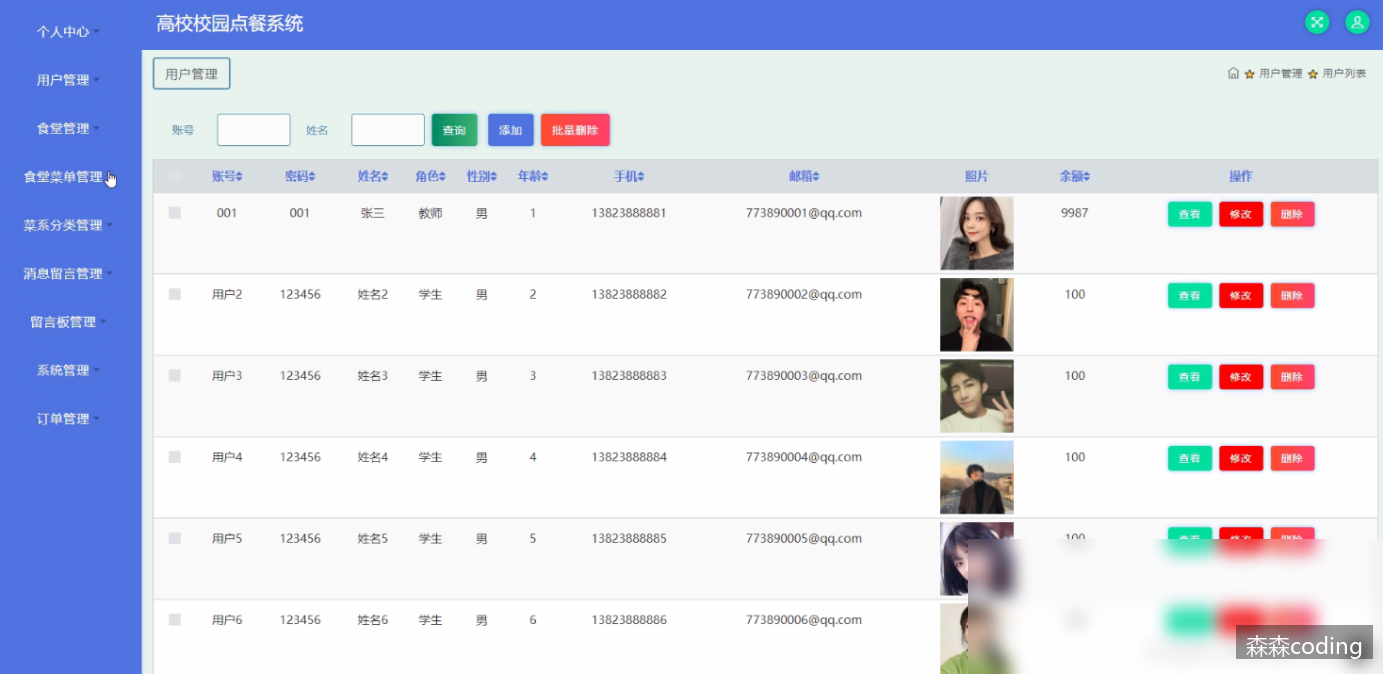 高校校园点餐系统
个人中心
用户管理
食堂管理
食堂菜单管理
菜系分类管理
消息留言管理
留言板管理
系统管理
订单管理
用户管理
用户管理 用户列表
账号 姓名 查询 添加 批量删除
账号 密码 姓名 角色 性别 年龄 手机 邮箱 照片 余额 操作
001 001 张三 教师 男 1 13823888881 773890001@qq.com 9987 查看 修改 删除
用户2 123456 姓名2 学生 男 2 13823888882 773890002@qq.com 100 查看 修改 删除
用户3 123456 姓名3 学生 男 3 13823888883 773890003@qq.com 100 查看 修改 删除
用户4 123456 姓名4 学生 男 4 13823888884 773890004@qq.com 100 查看 修改 删除
用户5 123456 姓名5 学生 男 5 13823888885 773890005@qq.com
用户6 123456 姓名6 学生 男 6 13823888886 773890006@qq.com
森森coding